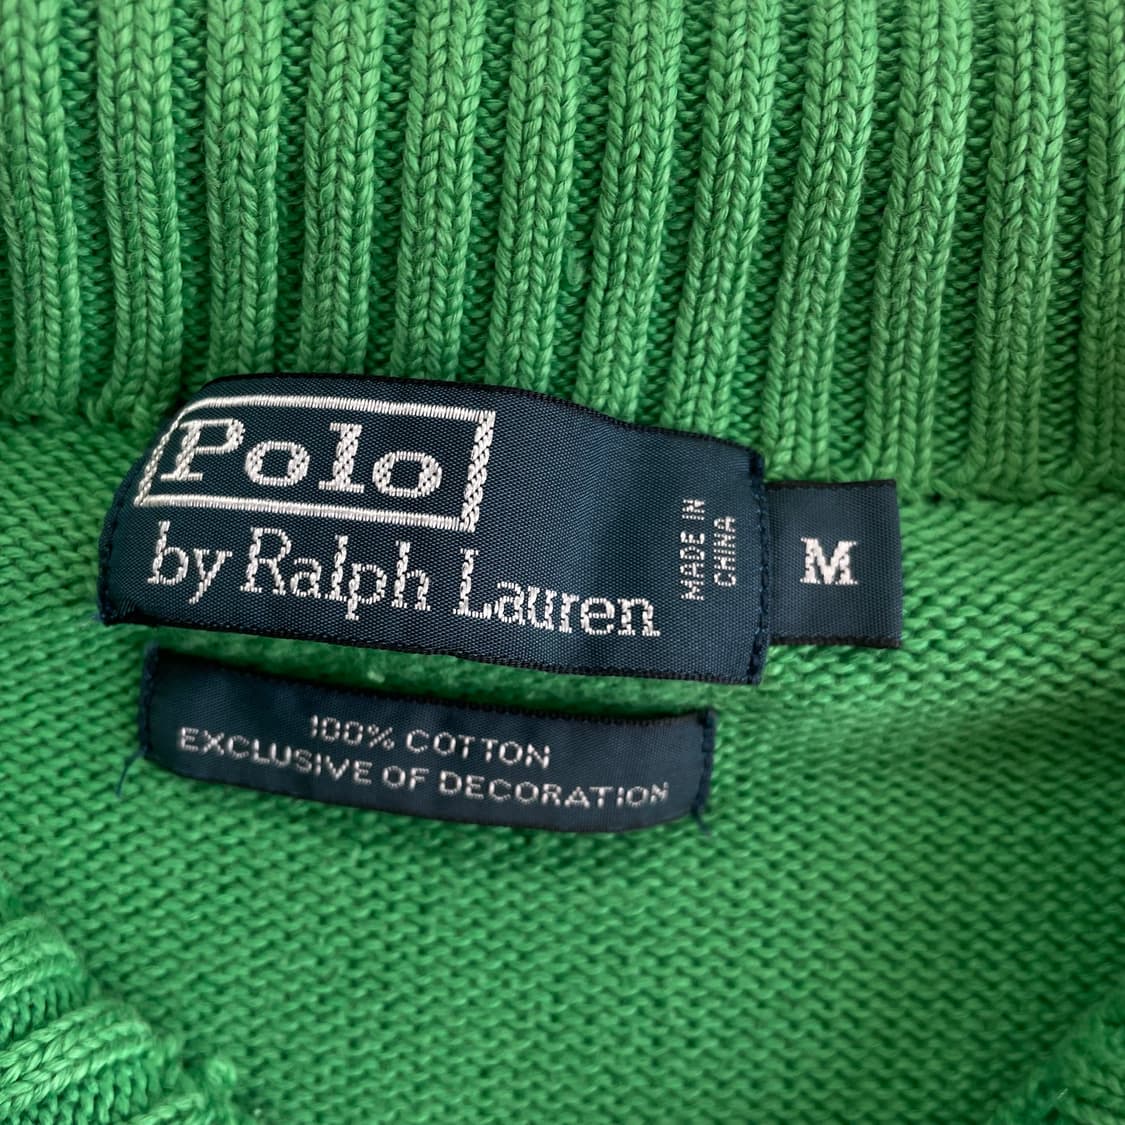 Polo
by Ralph Lauren
MADE IN
CHINA
M
100% COTTON
EXCLUSIVE OF DECORATION